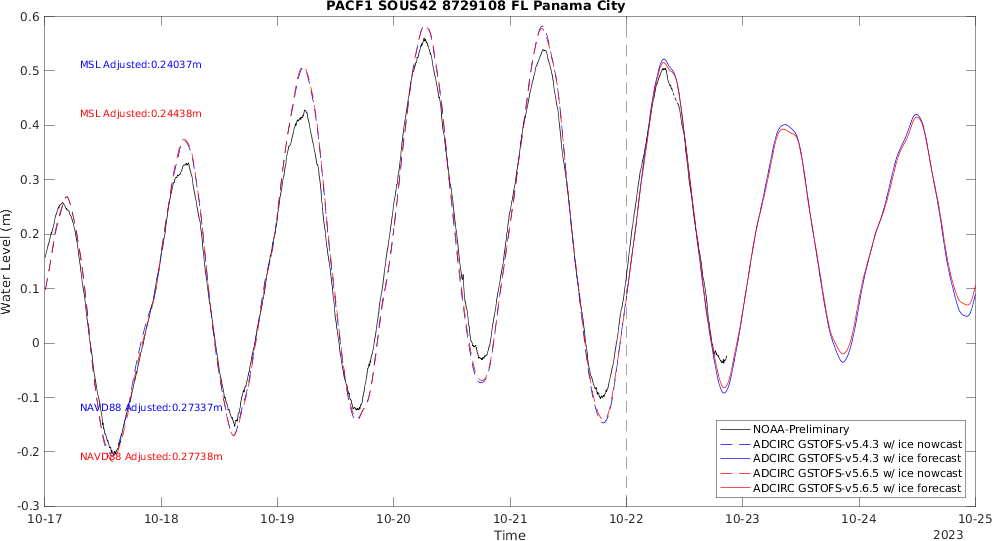 PACF1 SOUS42 8729108 FL Panama City
0.6
0.5
0.4
0.3
0.2
0.1
0
-0.1
-0.2
-0.3
Water Level (m)
MSL Adjusted:0.24037m
MSL Adjusted:0.24438m
NAVD88 Adjusted:0.27337m
NAVD88 Adjusted:0.27738m
NOAA-Preliminary
ADCIRC GSTOFS-v5.4.3 w/ ice nowcast
ADCIRC GSTOFS-v5.4.3 w/ ice forecast
ADCIRC GSTOFS-v5.6.5 w/ ice nowcast
ADCIRC GSTOFS-v5.6.5 w/ ice forecast
10-17 10-18 10-19 10-20 10-21 10-22 10-23 10-24 10-25
Time
2023